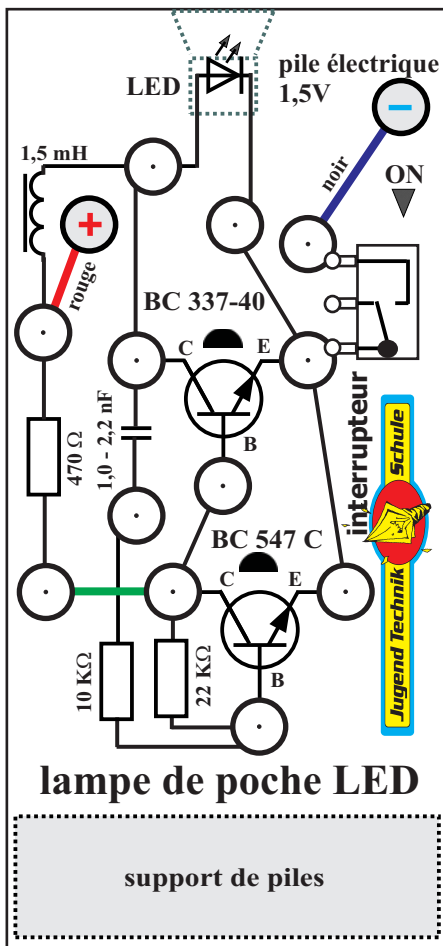 LED
pile électrique
1,5V
−
1,5 mH
+
rouge
noir
ON
BC 337-40
C
E
B
1,0 - 2,2 nF
470 Ω
interrupteur
Jugend Technik Schule
BC 547 C
C
E
B
10 KΩ
22 KΩ
lampe de poche LED
support de piles